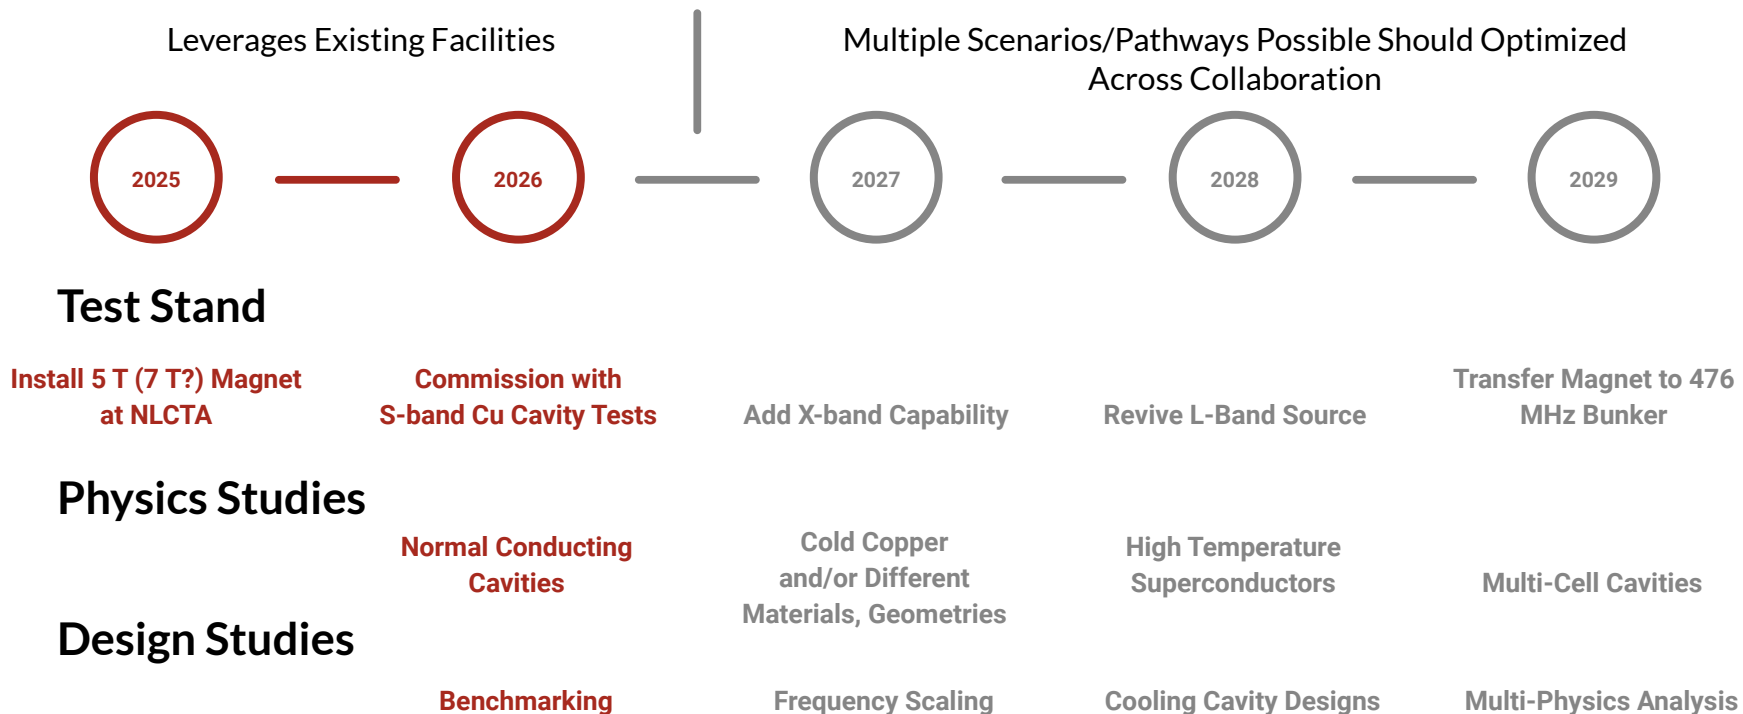 Leverages Existing Facilities
Multiple Scenarios/Pathways Possible Should Optimized
Across Collaboration
2025
2026
2027
2028
2029
Test Stand
Install 5 T (7 T?) Magnet
at NLCTA
Commission with
S-band Cu Cavity Tests
Add X-band Capability
Revive L-Band Source
Transfer Magnet to 476
MHz Bunker
Physics Studies
Normal Conducting
Cavities
Cold Copper
and/or Different
Materials, Geometries
High Temperature
Superconductors
Multi-Cell Cavities
Design Studies
Benchmarking
Frequency Scaling
Cooling Cavity Designs
Multi-Physics Analysis